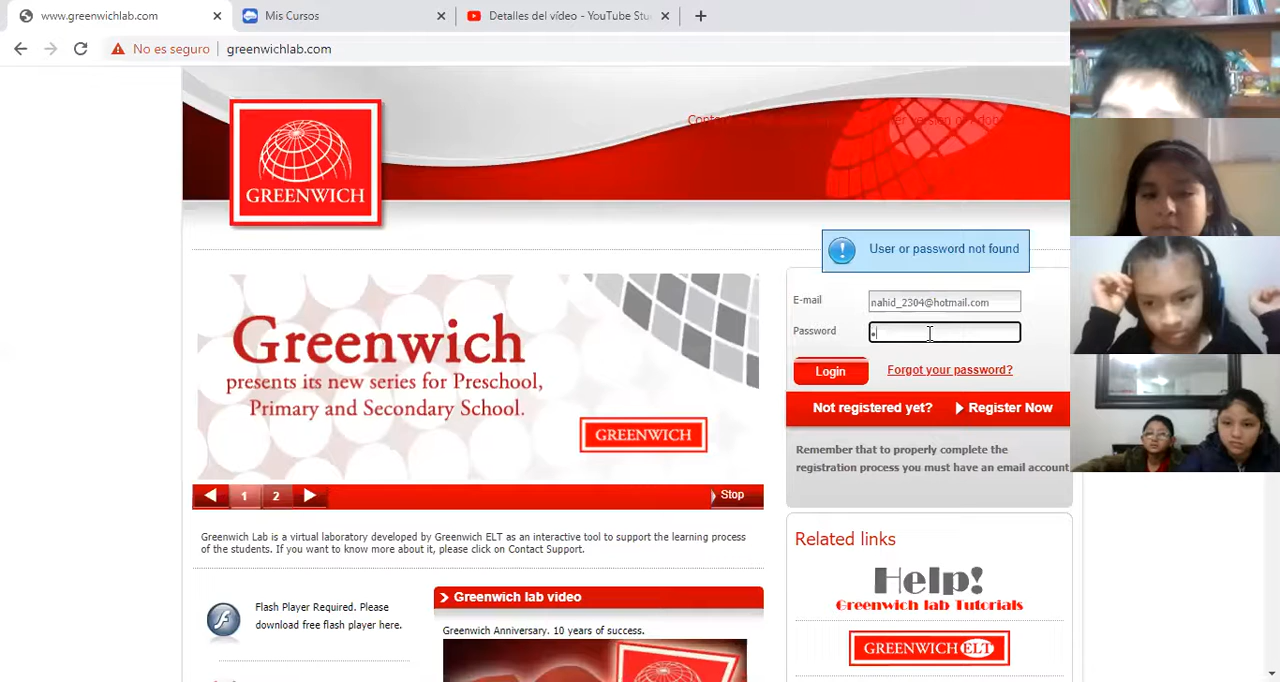 www.greenwichlab.com
Mis Cursos
Detalles del vídeo - YouTube Stu
No es seguro
greenwichlab.com
GREENWICH
User or password not found
E-mail
nahid_2304@hotmail.com
Password
Login
Forgot your password?
Not registered yet?
Register Now
Remember that to properly complete the
registration process you must have an email account
Greenwich
presents its new series for Preschool,
Primary and Secondary School.
GREENWICH
1
2
Stop
Greenwich Lab is a virtual laboratory developed by Greenwich ELT as an interactive tool to support the learning process
of the students. If you want to know more about it, please click on Contact Support.
Flash Player Required. Please
download free flash player here.
Greenwich lab video
Greenwich Anniversary. 10 years of success.
Related links
Help!
Greenwich lab Tutorials
GREENWICH ELT